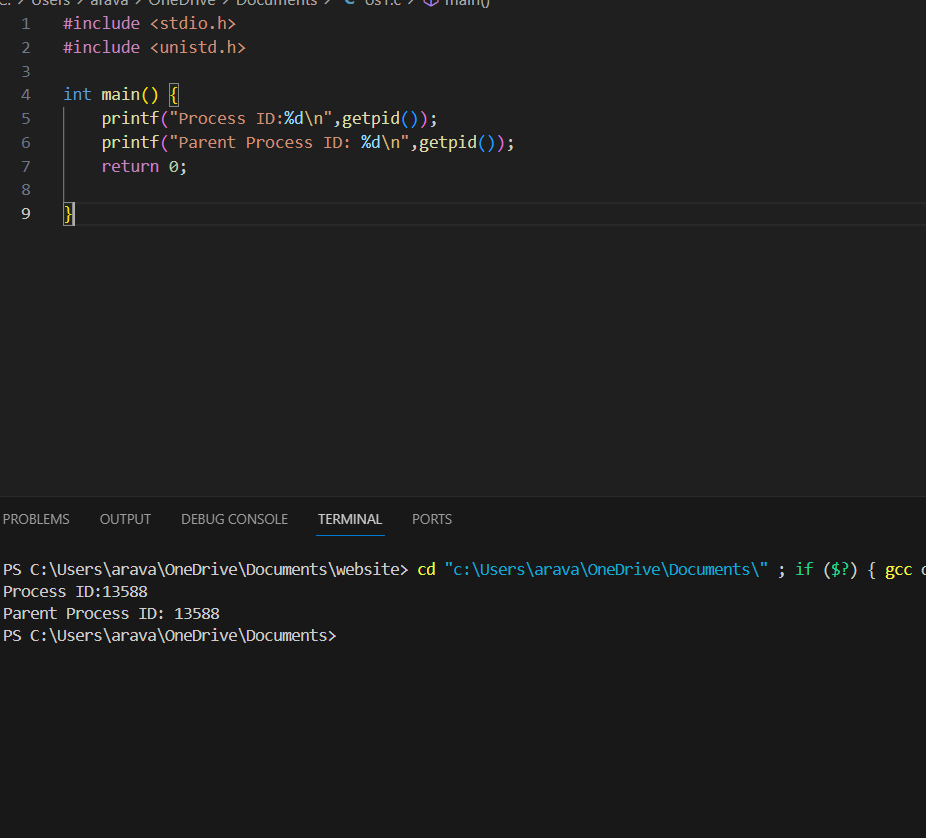 Users > arava > OneDrive > Documents > C os1.c > main()
1 #include <stdio.h>
2 #include <unistd.h>
3
4 int main() {
5 printf("Process ID:%d\n",getpid());
6 printf("Parent Process ID: %d\n",getpid());
7 return 0;
8
9 }
PROBLEMS OUTPUT DEBUG CONSOLE TERMINAL PORTS
PS C:\Users\arava\OneDrive\Documents\website> cd "c:\Users\arava\OneDrive\Documents\" ; if ($?) { gcc
Process ID:13588
Parent Process ID: 13588
PS C:\Users\arava\OneDrive\Documents>